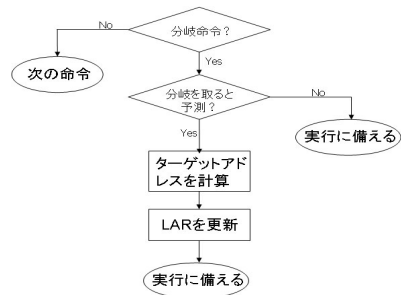 分岐命令？
No
Yes
次の命令
分岐を取ると
予測？
No
Yes
実行に備える
ターゲットアド
レスを計算
LARを更新
実行に備える